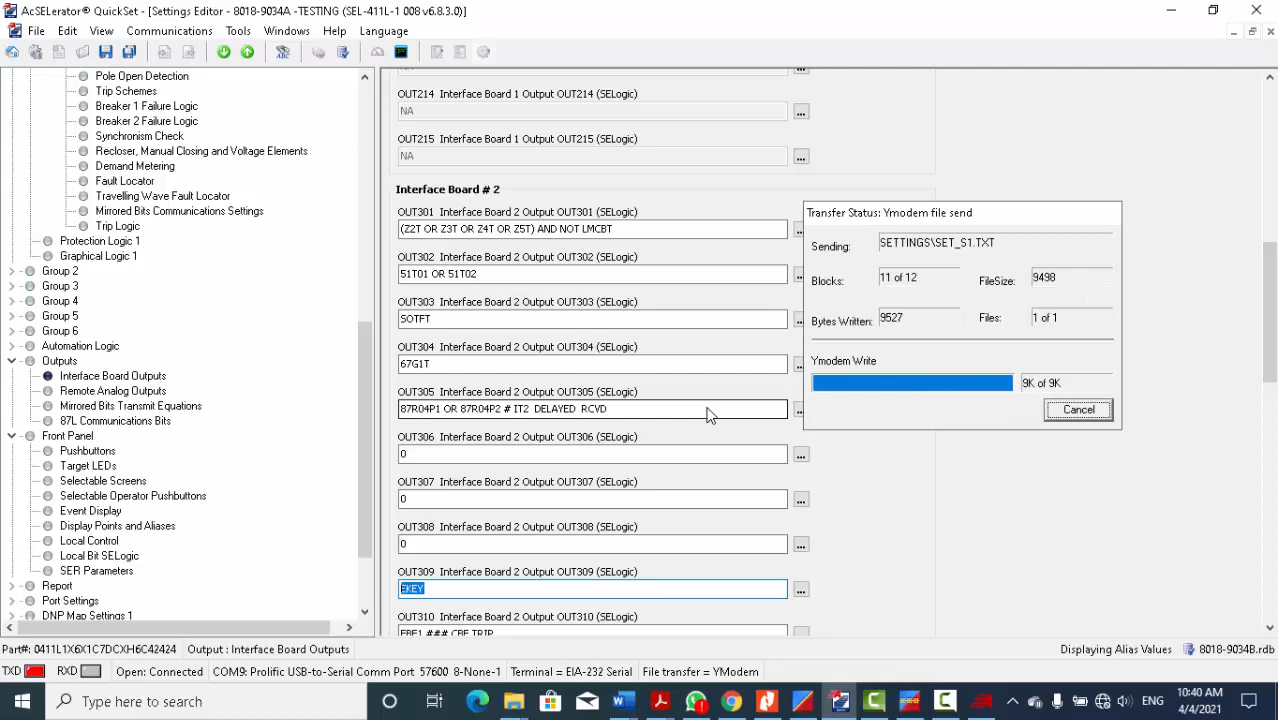 AcSELerator® QuickSet - [Settings Editor - 8018-9034A -TESTING (SEL-411L-1 008 v6.8.3.0)]
File Edit View Communications Tools Windows Help Language
Pole Open Detection
Trip Schemes
Breaker 1 Failure Logic
Breaker 2 Failure Logic
Synchronism Check
Recloser, Manual Closing and Voltage Elements
Demand Metering
Fault Locator
Travelling Wave Fault Locator
Mirrored Bits Communications Settings
Trip Logic
Protection Logic 1
Graphical Logic 1
Group 2
Group 3
Group 4
Group 5
Group 6
Automation Logic
Outputs
Interface Board Outputs
Remote Analog Outputs
Mirrored Bits Transmit Equations
87L Communications Bits
Front Panel
Pushbuttons
Target LEDs
Selectable Screens
Selectable Operator Pushbuttons
Event Display
Display Points and Aliases
Local Control
Local Bit SELogic
SER Parameters
Report
Port Settings
DNP Map Settings 1
OUT214 Interface Board 1 Output OUT214 (SELogic)
NA
OUT215 Interface Board 1 Output OUT215 (SELogic)
NA
Interface Board # 2
OUT301 Interface Board 2 Output OUT301 (SELogic)
(Z2T OR Z3T OR Z4T OR Z5T) AND NOT LMCBT
OUT302 Interface Board 2 Output OUT302 (SELogic)
51T01 OR 51T02
OUT303 Interface Board 2 Output OUT303 (SELogic)
SOTFT
OUT304 Interface Board 2 Output OUT304 (SELogic)
67G1T
OUT305 Interface Board 2 Output OUT305 (SELogic)
87R04P1 OR 87R04P2 # IT2 DELAYED RCVD
OUT306 Interface Board 2 Output OUT306 (SELogic)
0
OUT307 Interface Board 2 Output OUT307 (SELogic)
0
OUT308 Interface Board 2 Output OUT308 (SELogic)
0
OUT309 Interface Board 2 Output OUT309 (SELogic)
EKEY
OUT310 Interface Board 2 Output OUT310 (SELogic)
FBF1 ### CBF TRIP
Transfer Status: Ymodem file send
Sending: SETTINGS\SET_S1.TXT
Blocks: 11 of 12 FileSize: 9498
Bytes Written: 9527 Files: 1 of 1
Ymodem Write
9K of 9K
Cancel
Part#: 0411L1X6X1C7DCXH6C42424 Output : Interface Board Outputs Displaying Alias Values 8018-9034B.rdb
TXD RXD Open: Connected COM9: Prolific USB-to-Serial Comm Port 57600 8-None-1 Terminal = EIA-232 Serial File transfer = YModem
Type here to search
ENG
10:40 AM
4/4/2021